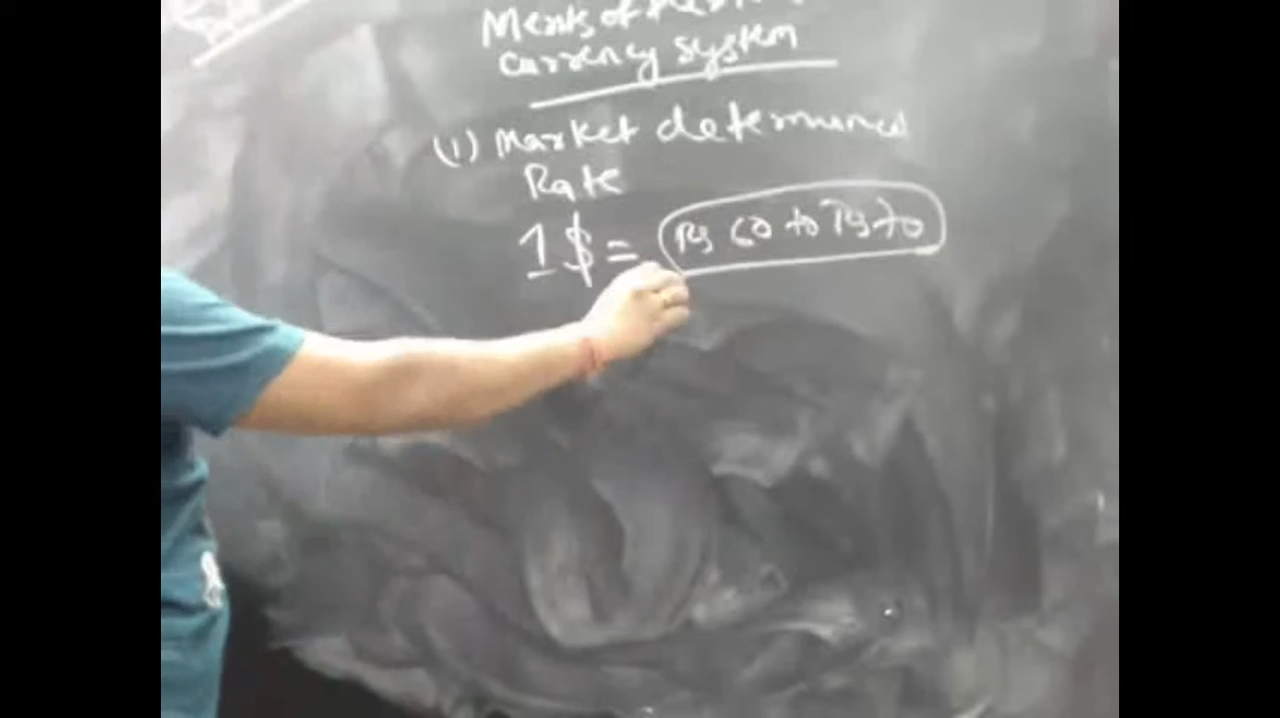 Merits of
currency system
(1) Market determined
Rate
1$ = Rs 60 to Rs 70